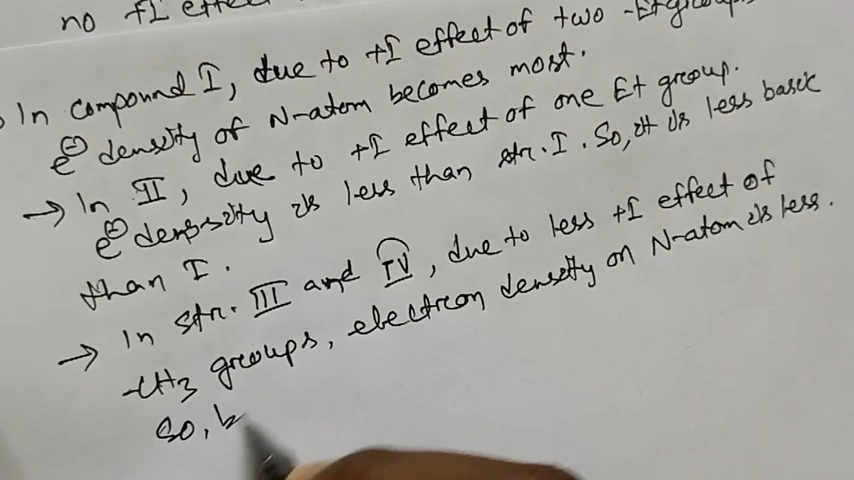 no +I effect
In compound I, due to +I effect of two -Et groups
e⊖ density of N-atom becomes most.
→ In II, due to +I effect of one Et group.
e⊖ density is less than str. I. So, it is less basic
than I.
→ In str. III and IV, due to less +I effect of
-CH3 groups, electron density on N-atom is less.
So, b